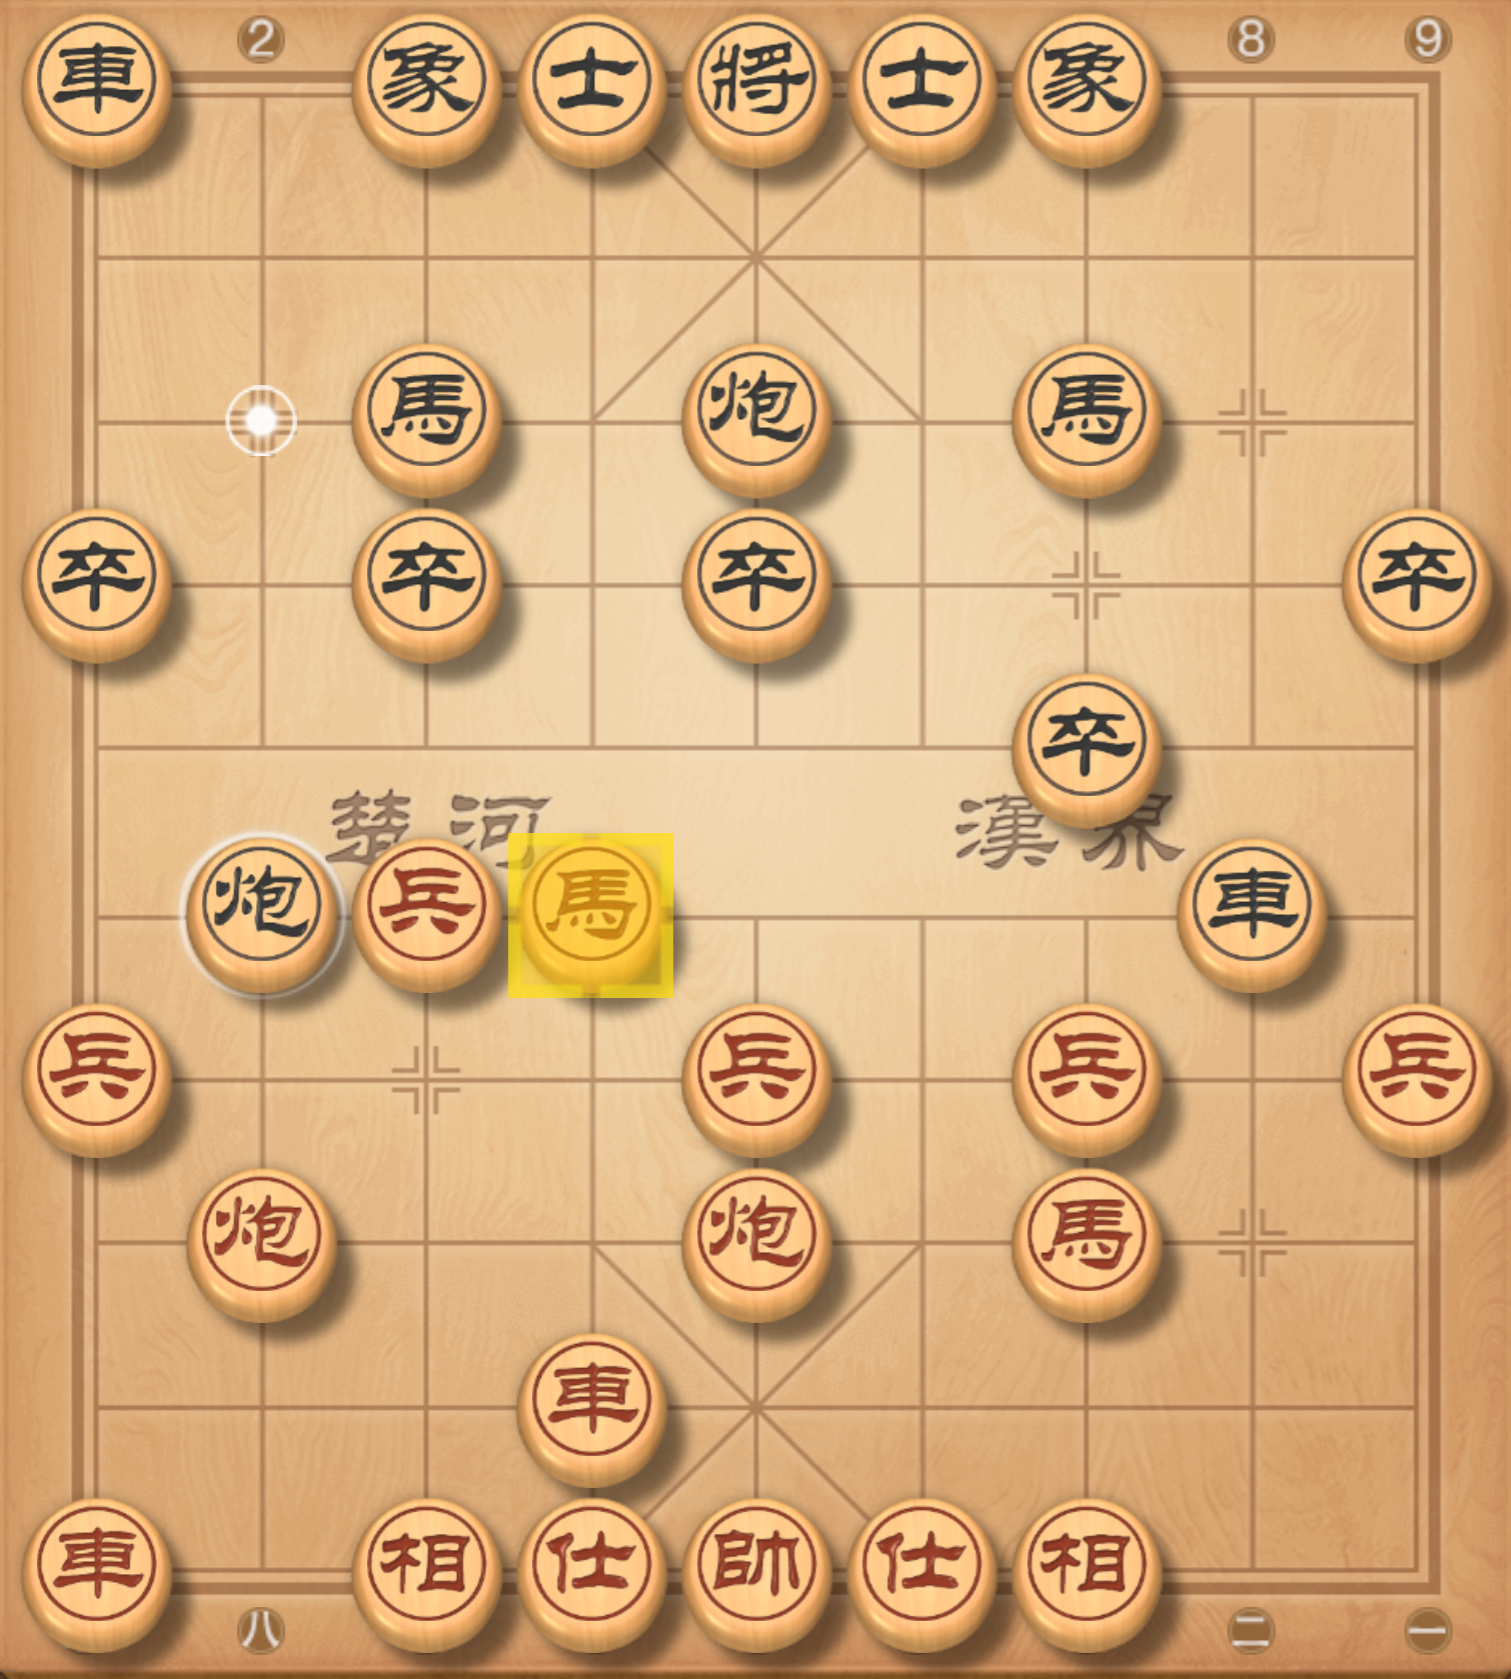 2 8 9
車 象 士 將 士 象
馬 炮 馬
卒 卒 卒 卒
卒
楚 河 漢 界
炮 兵 馬 車
兵 兵 兵 兵
炮 炮 馬
車
車 相 仕 帥 仕 相
八 二 一